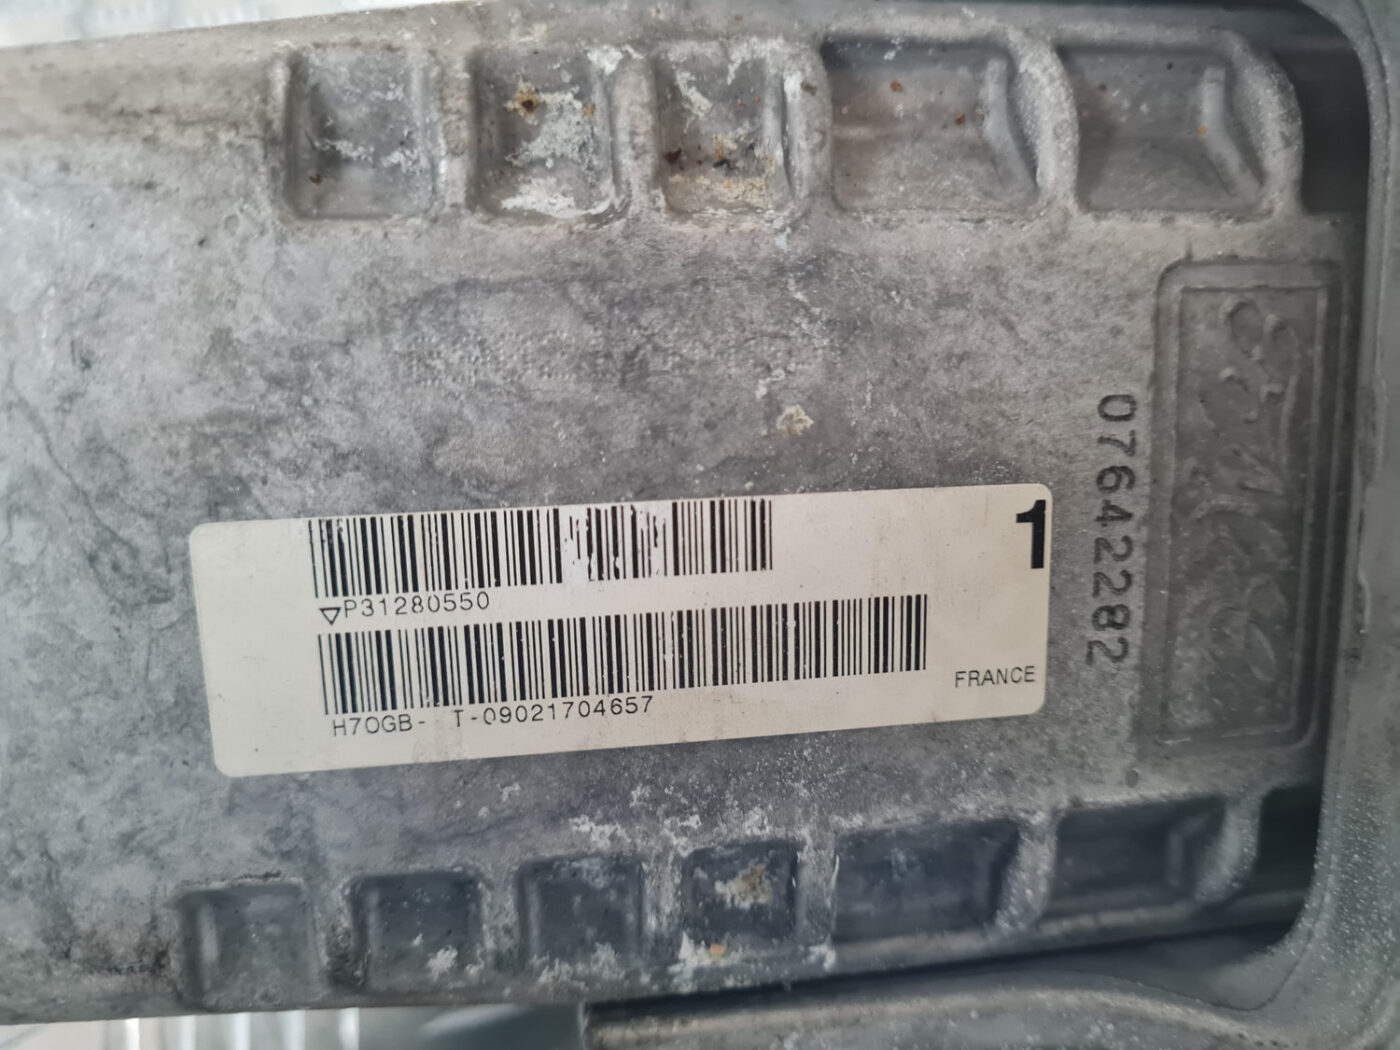 1
▽P31280550
H7OGB- T-09021704657
FRANCE
07642282